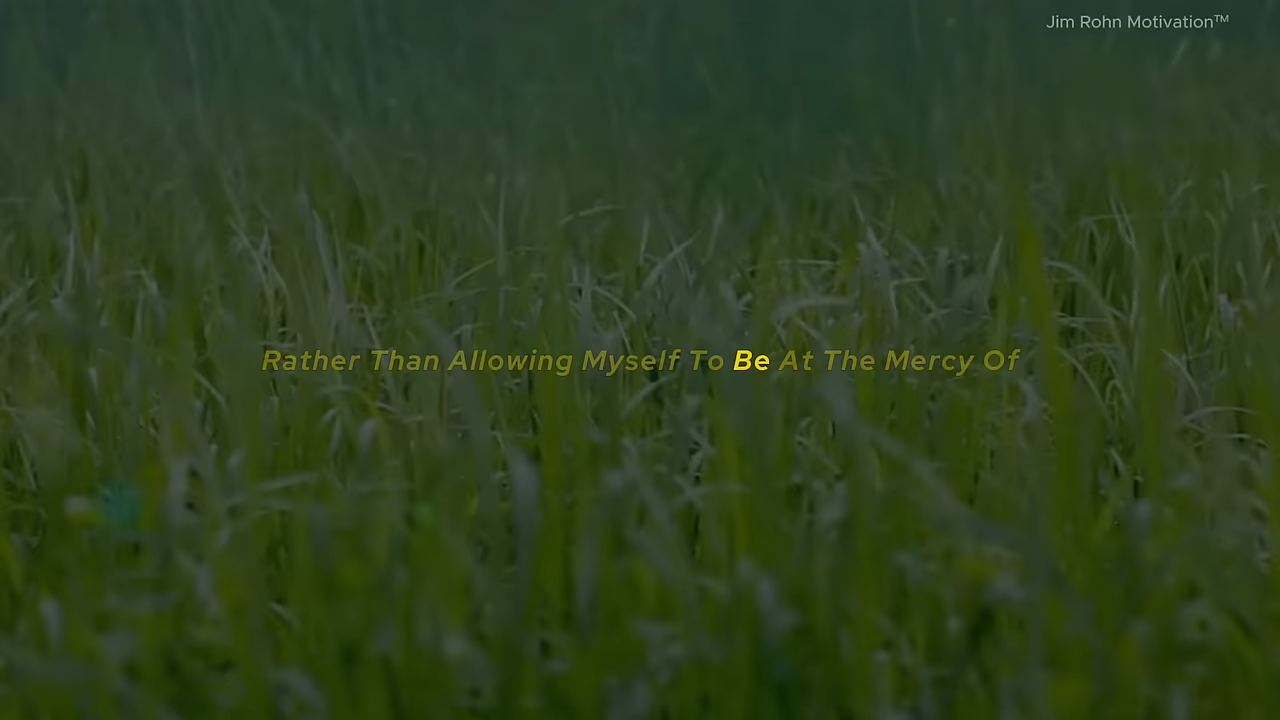 Jim Rohn Motivation™
Rather Than Allowing Myself To Be At The Mercy Of